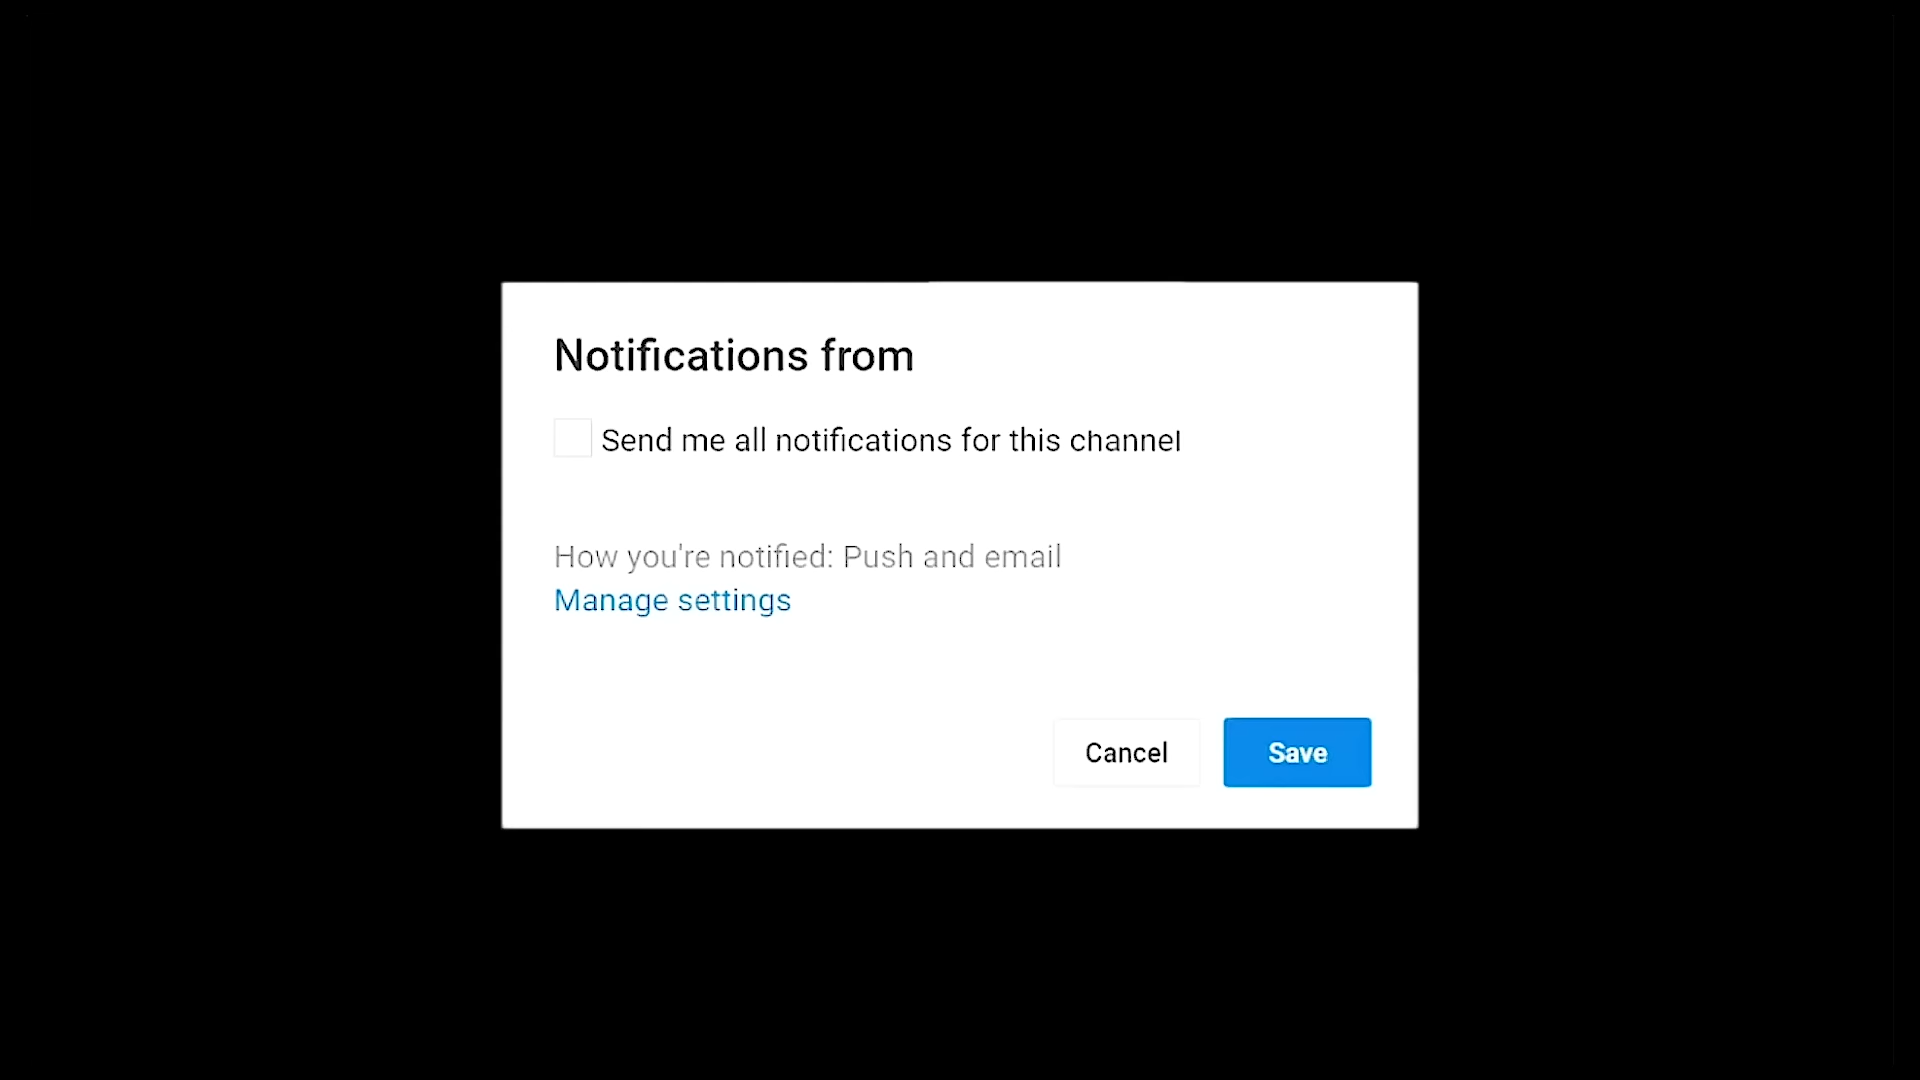 Notifications from
Send me all notifications for this channel
How you're notified: Push and email
Manage settings
Cancel
Save